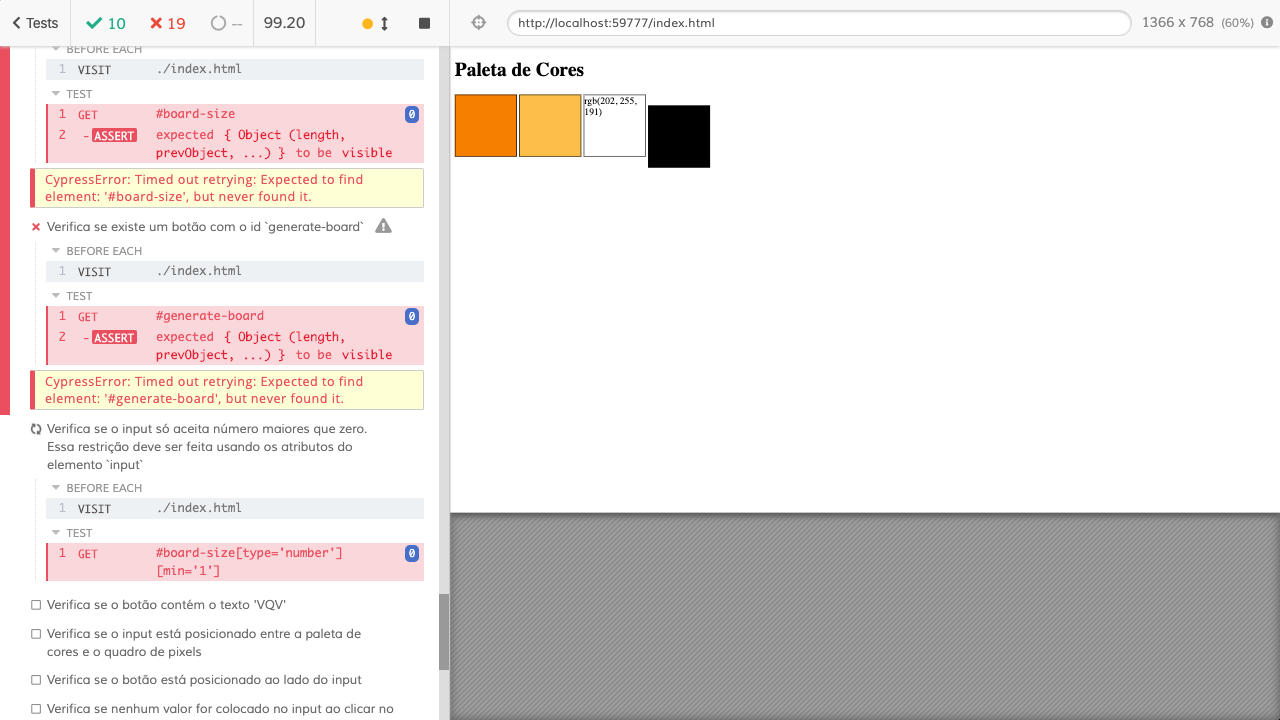 Tests
10
19
--
99.20
http://localhost:59777/index.html
1366 x 768 (60%)
BEFORE EACH
1 VISIT ./index.html
TEST
1 GET #board-size 0
2 -ASSERT expected { Object (length,
prevObject, ...) } to be visible
CypressError: Timed out retrying: Expected to find
element: '#board-size', but never found it.
Verifica se existe um botão com o id `generate-board`
BEFORE EACH
1 VISIT ./index.html
TEST
1 GET #generate-board 0
2 -ASSERT expected { Object (length,
prevObject, ...) } to be visible
CypressError: Timed out retrying: Expected to find
element: '#generate-board', but never found it.
Verifica se o input só aceita número maiores que zero.
Essa restrição deve ser feita usando os atributos do
elemento `input`
BEFORE EACH
1 VISIT ./index.html
TEST
1 GET #board-size[type='number'] 0
[min='1']
Verifica se o botão contém o texto 'VQV'
Verifica se o input está posicionado entre a paleta de
cores e o quadro de pixels
Verifica se o botão está posicionado ao lado do input
Verifica se nenhum valor for colocado no input ao clicar no
Paleta de Cores
rgb(202, 255,
191)